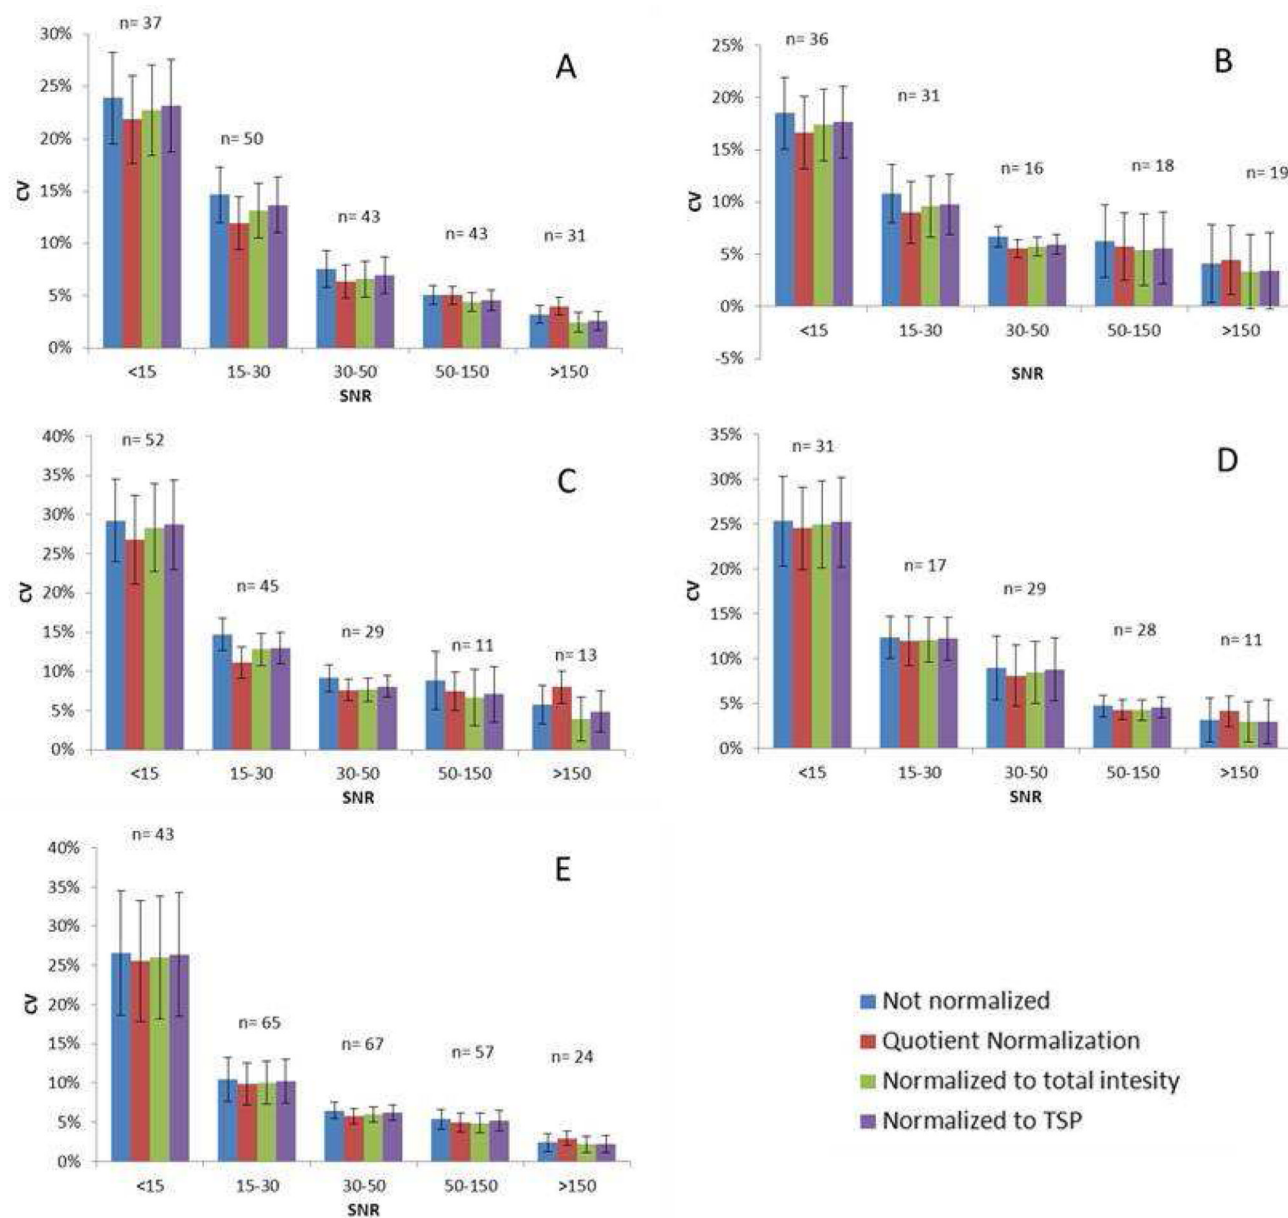 A
n= 37
n= 50
n= 43
n= 43
n= 31
30%
25%
20%
15%
10%
5%
0%
CV
<15 15-30 30-50 50-150 >150
SNR
B
n= 36
n= 31
n= 16
n= 18
n= 19
25%
20%
15%
10%
5%
0%
-5%
CV
<15 15-30 30-50 50-150 >150
SNR
C
n= 52
n= 45
n= 29
n= 11
n= 13
40%
35%
30%
25%
20%
15%
10%
5%
0%
CV
<15 15-30 30-50 50-150 >150
SNR
D
n= 31
n= 17
n= 29
n= 28
n= 11
35%
30%
25%
20%
15%
10%
5%
0%
CV
<15 15-30 30-50 50-150 >150
SNR
E
n= 43
n= 65
n= 67
n= 57
n= 24
40%
35%
30%
25%
20%
15%
10%
5%
0%
CV
<15 15-30 30-50 50-150 >150
SNR
Not normalized
Quotient Normalization
Normalized to total intesity
Normalized to TSP